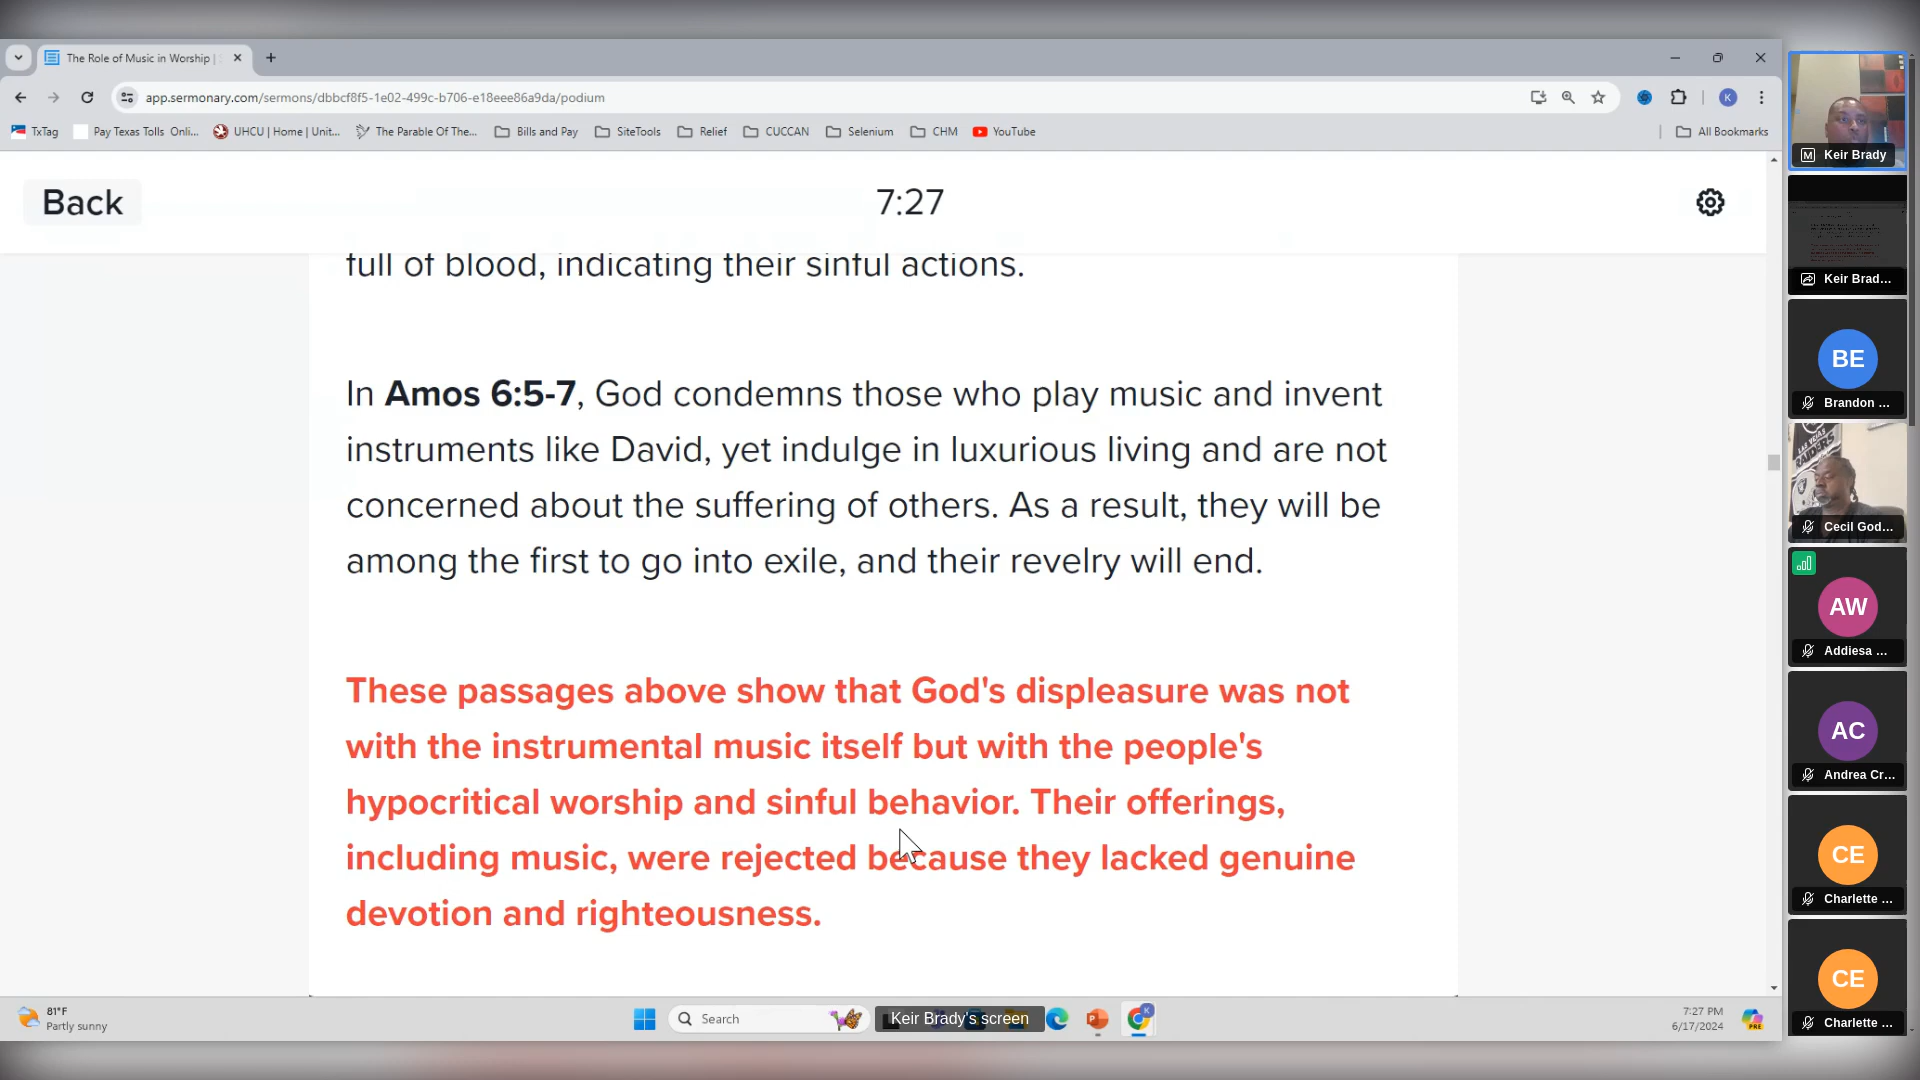 The Role of Music in Worship |
app.sermonary.com/sermons/dbbcf8f5-1e02-499c-b706-e18eee86a9da/podium
K
TxTag
Pay Texas Tolls Onli...
UHCU | Home | Unit...
The Parable Of The...
Bills and Pay
SiteTools
Relief
CUCCAN
Selenium
CHM
YouTube
All Bookmarks
Back
7:27
full of blood, indicating their sinful actions.
In Amos 6:5-7, God condemns those who play music and invent
instruments like David, yet indulge in luxurious living and are not
concerned about the suffering of others. As a result, they will be
among the first to go into exile, and their revelry will end.
These passages above show that God's displeasure was not
with the instrumental music itself but with the people's
hypocritical worship and sinful behavior. Their offerings,
including music, were rejected because they lacked genuine
devotion and righteousness.
81°F
Partly sunny
Search
Keir Brady's screen
7:27 PM
6/17/2024
PRE
M
Keir Brady
Keir Brad...
BE
Brandon ...
LAS VEGAS
RAIDERS
Cecil God...
AW
Addiesa ...
AC
Andrea Cr...
CE
Charlette ...
CE
Charlette ...